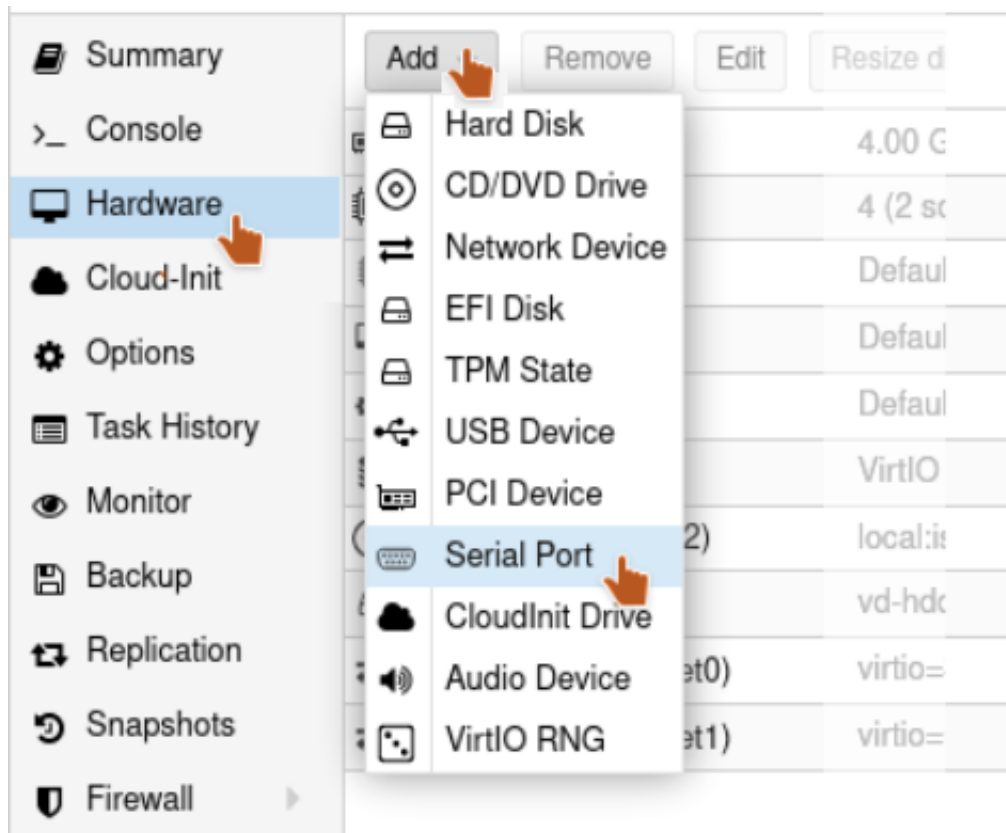 Summary
Console
Hardware
Cloud-Init
Options
Task History
Monitor
Backup
Replication
Snapshots
Firewall
Add Remove Edit Resize d
Hard Disk
CD/DVD Drive
Network Device
EFI Disk
TPM State
USB Device
PCI Device
Serial Port
CloudInit Drive
Audio Device
VirtIO RNG
4.00 G
4 (2 so
Defaul
Defaul
Defaul
VirtIO
2) local:is
vd-hdd
et0) virtio=
et1) virtio=